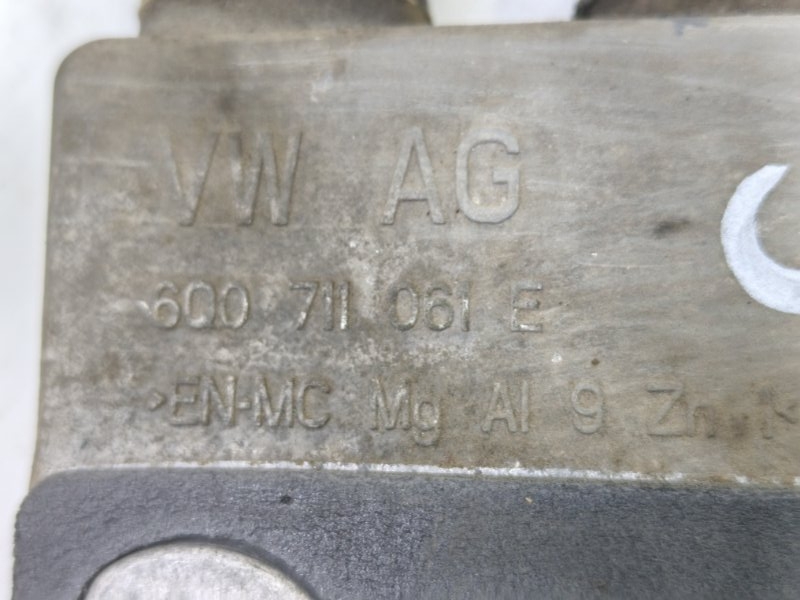 VW AG
6Q0 711 061 E
>EN-MC Mg Al 9 Zn